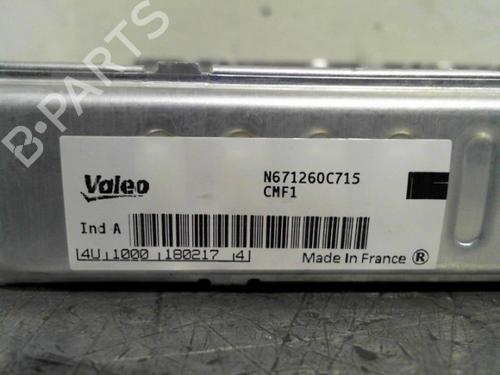 B-PARTS
Valeo
N671260C715
CMF1
Ind A
4U 1000 180217 4
Made In France ®